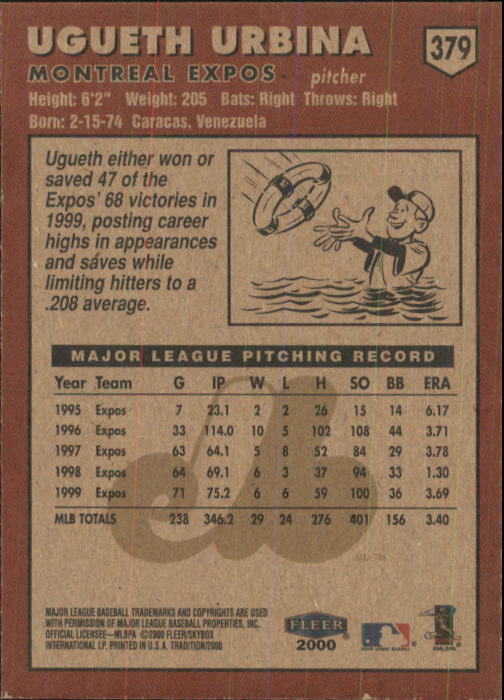 UGUETH URBINA
379
MONTREAL EXPOS pitcher
Height: 6'2" Weight: 205 Bats: Right Throws: Right
Born: 2-15-74 Caracas, Venezuela
Ugueth either won or
saved 47 of the
Expos' 68 victories in
1999, posting career
highs in appearances
and saves while
limiting hitters to a
.208 average.
MAJOR LEAGUE PITCHING RECORD
Year Team G IP W L H SO BB ERA
1995 Expos 7 23.1 2 2 26 15 14 6.17
1996 Expos 33 114.0 10 5 102 108 44 3.71
1997 Expos 63 64.1 5 8 52 84 29 3.78
1998 Expos 64 69.1 6 3 37 94 33 1.30
1999 Expos 71 75.2 6 6 59 100 36 3.69
MLB TOTALS 238 346.2 29 24 276 401 156 3.40
MAJOR LEAGUE BASEBALL TRADEMARKS AND COPYRIGHTS ARE USED
WITH PERMISSION OF MAJOR LEAGUE BASEBALL PROPERTIES, INC.
OFFICIAL LICENSEE—MLBPA ©2000 FLEER/SKYBOX
INTERNATIONAL LP, PRINTED IN U.S.A. TRADITION/2000
FLEER
2000